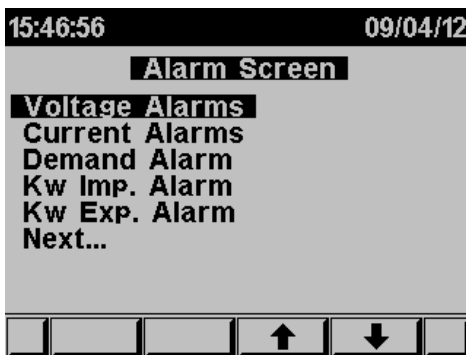 15:46:56 09/04/12
Alarm Screen
Voltage Alarms
Current Alarms
Demand Alarm
Kw Imp. Alarm
Kw Exp. Alarm
Next...